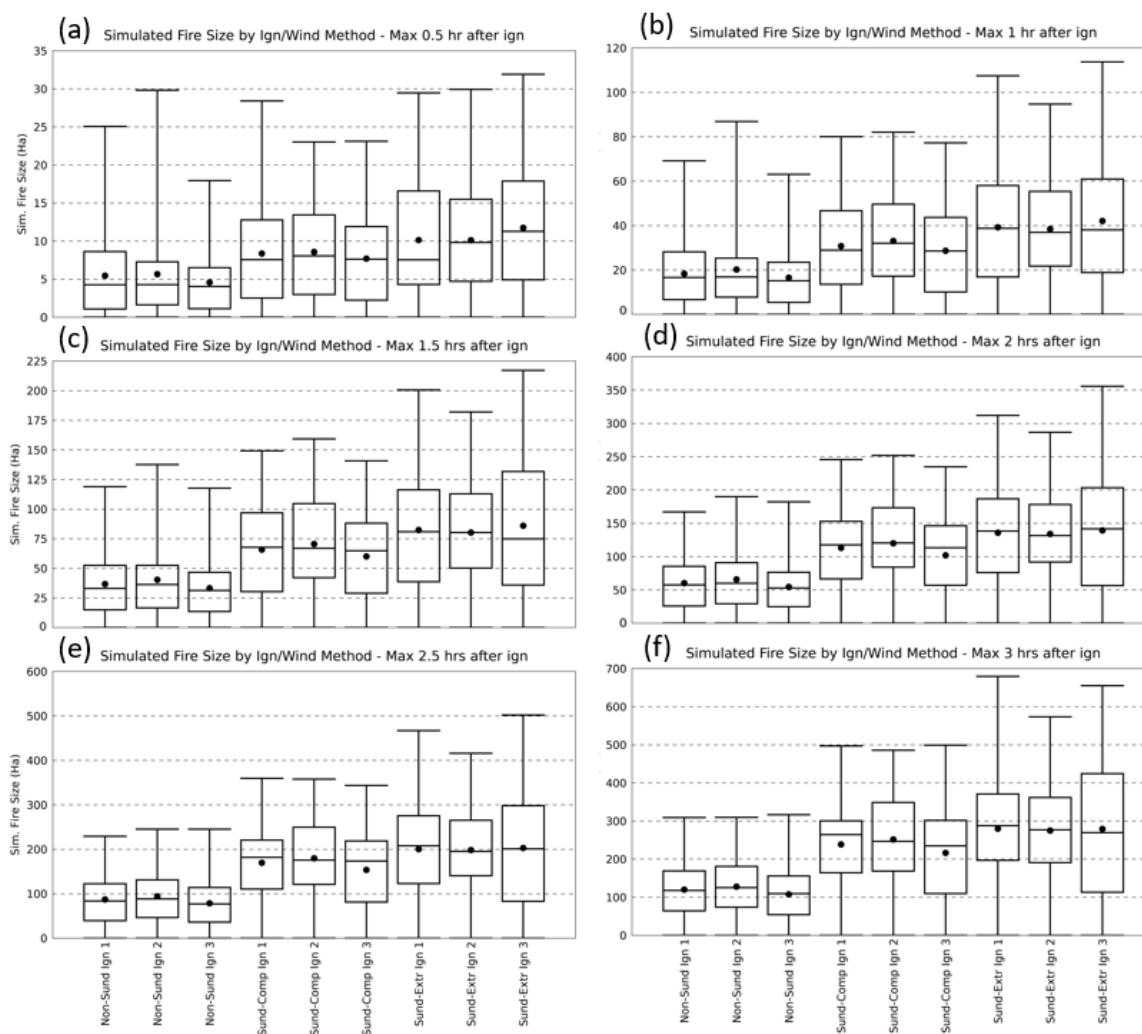 (a)
Simulated Fire Size by Ign/Wind Method - Max 0.5 hr after ign
35
30
25
20
15
10
5
0
Sim. Fire Size (Ha)
(b)
Simulated Fire Size by Ign/Wind Method - Max 1 hr after ign
120
100
80
60
40
20
0
(c)
Simulated Fire Size by Ign/Wind Method - Max 1.5 hrs after ign
225
200
175
150
125
100
75
50
25
0
Sim. Fire Size (Ha)
(d)
Simulated Fire Size by Ign/Wind Method - Max 2 hrs after ign
400
350
300
250
200
150
100
50
0
(e)
Simulated Fire Size by Ign/Wind Method - Max 2.5 hrs after ign
600
500
400
300
200
100
0
Sim. Fire Size (Ha)
Non-Sund Ign 1
Non-Sund Ign 2
Non-Sund Ign 3
Sund-Comp Ign 1
Sund-Comp Ign 2
Sund-Comp Ign 3
Sund-Extr Ign 1
Sund-Extr Ign 2
Sund-Extr Ign 3
(f)
Simulated Fire Size by Ign/Wind Method - Max 3 hrs after ign
700
600
500
400
300
200
100
0
Non-Sund Ign 1
Non-Sund Ign 2
Non-Sund Ign 3
Sund-Comp Ign 1
Sund-Comp Ign 2
Sund-Comp Ign 3
Sund-Extr Ign 1
Sund-Extr Ign 2
Sund-Extr Ign 3